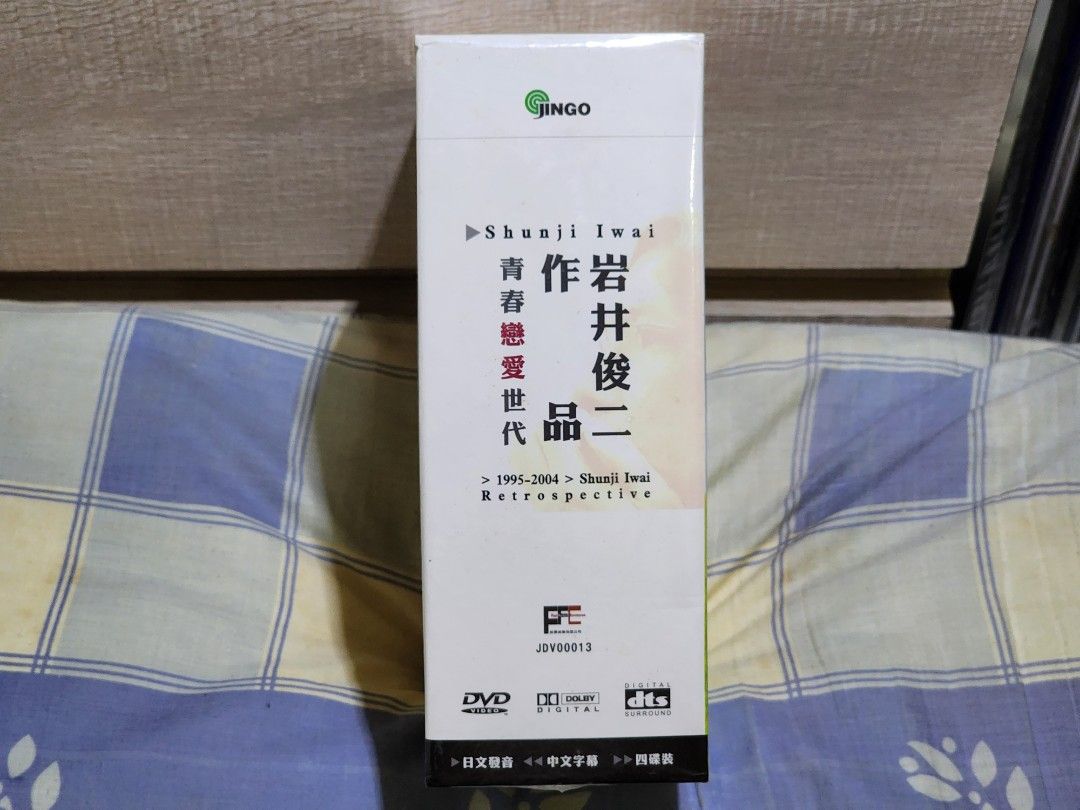 JINGO
Shunji Iwai
岩井俊二
作品
青春戀愛世代
> 1995-2004 > Shunji Iwai
Retrospective
JDV00013
DVD
VIDEO
DOLBY
DIGITAL
DIGITAL
dts
SURROUND
日文發音 中文字幕 四碟裝